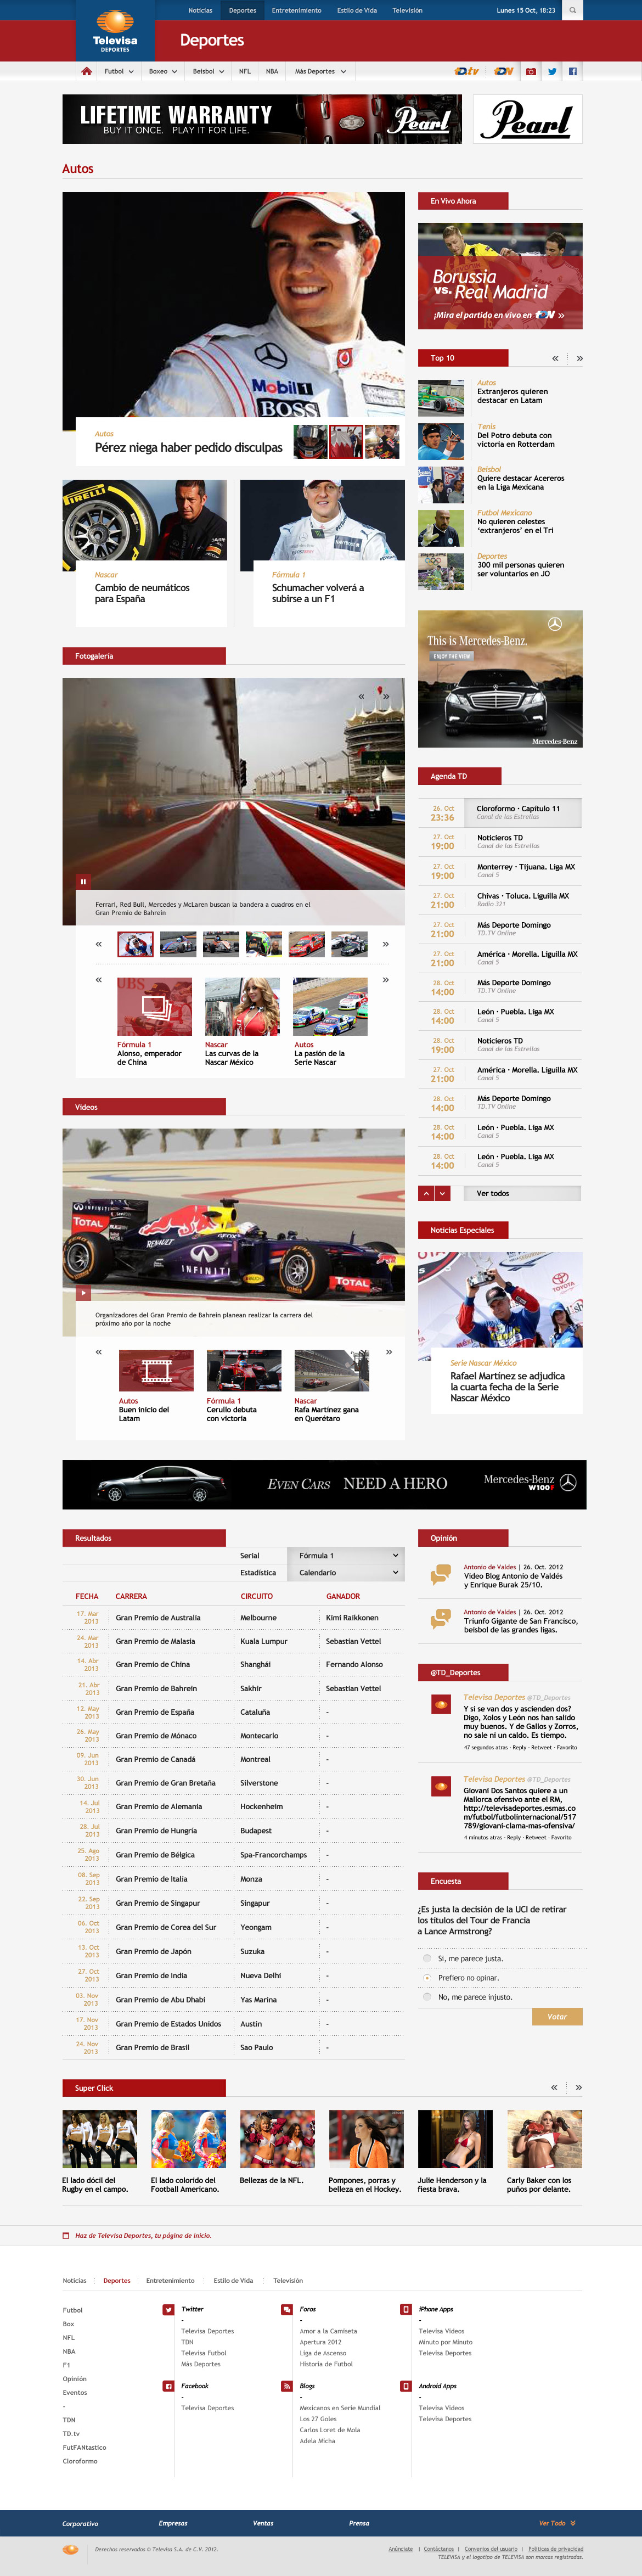 Noticias Deportes Entretenimiento Estilo de Vida Televisión Lunes 15 Oct, 18:23
Televisa
DEPORTES
Deportes
Futbol Boxeo Beisbol NFL NBA Más Deportes
LIFETIME WARRANTY
BUY IT ONCE. PLAY IT FOR LIFE.
Pearl
Pearl
Autos
Mobil 1
BOSS
Autos
Pérez niega haber pedido disculpas
PIRELLI
Nascar
Cambio de neumáticos
para España
Fórmula 1
Schumacher volverá a
subirse a un F1
En Vivo Ahora
Borussia
vs. Real Madrid
¡Mira el partido en vivo en TDN »
Top 10
Autos
Extranjeros quieren
destacar en Latam
Tenis
Del Potro debuta con
victoria en Rotterdam
Beisbol
Quiere destacar Acereros
en la Liga Mexicana
Futbol Mexicano
No quieren celestes
‘extranjeros’ en el Tri
Deportes
300 mil personas quieren
ser voluntarios en JO
This is Mercedes-Benz.
ENJOY THE VIEW
Mercedes-Benz
Fotogalería
ROLEX
Ferrari, Red Bull, Mercedes y McLaren buscan la bandera a cuadros en el
Gran Premio de Bahrein
Fórmula 1
Alonso, emperador
de China
Nascar
Las curvas de la
Nascar México
Autos
La pasión de la
Serie Nascar
Agenda TD
26. Oct
23:36
Cloroformo · Capítulo 11
Canal de las Estrellas
27. Oct
19:00
Noticieros TD
Canal de las Estrellas
27. Oct
19:00
Monterrey · Tijuana. Liga MX
Canal 5
27. Oct
21:00
Chivas · Toluca. Liguilla MX
Radio 321
27. Oct
21:00
Más Deporte Domingo
TD.TV Online
27. Oct
21:00
América · Morella. Liguilla MX
Canal 5
28. Oct
14:00
Más Deporte Domingo
TD.TV Online
28. Oct
14:00
León · Puebla. Liga MX
Canal 5
28. Oct
19:00
Noticieros TD
Canal de las Estrellas
27. Oct
21:00
América · Morella. Liguilla MX
Canal 5
28. Oct
14:00
Más Deporte Domingo
TD.TV Online
28. Oct
14:00
León · Puebla. Liga MX
Canal 5
28. Oct
14:00
León · Puebla. Liga MX
Canal 5
Ver todos
Videos
TOTAL
RedBull
RENAULT
INFINITI
TOTAL
Organizadores del Gran Premio de Bahrein planean realizar la carrera del
próximo año por la noche
Autos
Buen inicio del
Latam
Fórmula 1
Cerullo debuta
con victoria
Nascar
Rafa Martínez gana
en Querétaro
Noticias Especiales
TOYOTA
Serie Nascar México
Rafael Martínez se adjudica
la cuarta fecha de la Serie
Nascar México
EVEN CARS NEED A HERO
Mercedes-Benz
W100F
Resultados
Serial Fórmula 1
Estadística Calendario
FECHA CARRERA CIRCUITO GANADOR
17. Mar
2013
Gran Premio de Australia Melbourne Kimi Raikkonen
24. Mar
2013
Gran Premio de Malasia Kuala Lumpur Sebastian Vettel
14. Abr
2013
Gran Premio de China Shanghái Fernando Alonso
21. Abr
2013
Gran Premio de Bahrein Sakhir Sebastian Vettel
12. May
2013
Gran Premio de España Cataluña -
26. May
2013
Gran Premio de Mónaco Montecarlo -
09. Jun
2013
Gran Premio de Canadá Montreal -
30. Jun
2013
Gran Premio de Gran Bretaña Silverstone -
14. Jul
2013
Gran Premio de Alemania Hockenheim -
28. Jul
2013
Gran Premio de Hungría Budapest -
25. Ago
2013
Gran Premio de Bélgica Spa-Francorchamps -
08. Sep
2013
Gran Premio de Italia Monza -
22. Sep
2013
Gran Premio de Singapur Singapur -
06. Oct
2013
Gran Premio de Corea del Sur Yeongam -
13. Oct
2013
Gran Premio de Japón Suzuka -
27. Oct
2013
Gran Premio de India Nueva Delhi -
03. Nov
2013
Gran Premio de Abu Dhabi Yas Marina -
17. Nov
2013
Gran Premio de Estados Unidos Austin -
24. Nov
2013
Gran Premio de Brasil Sao Paulo -
Opinión
Antonio de Valdes | 26. Oct. 2012
Video Blog Antonio de Valdés
y Enrique Burak 25/10.
Antonio de Valdes | 26. Oct. 2012
Triunfo Gigante de San Francisco,
beisbol de las grandes ligas.
@TD_Deportes
Televisa Deportes @TD_Deportes
Y si se van dos y ascienden dos?
Digo, Xolos y León nos han salido
muy buenos. Y de Gallos y Zorros,
no sale ni un caldo. Es tiempo.
47 segundos atras · Reply · Retweet · Favorito
Televisa Deportes @TD_Deportes
Giovani Dos Santos quiere a un
Mallorca ofensivo ante el RM,
http://televisadeportes.esmas.co
m/futbol/futbolinternacional/517
789/giovani-clama-mas-ofensiva/
4 minutos atras · Reply · Retweet · Favorito
Encuesta
¿Es justa la decisión de la UCI de retirar
los títulos del Tour de Francia
a Lance Armstrong?
Sí, me parece justa.
Prefiero no opinar.
No, me parece injusto.
Votar
Super Click
El lado dócil del
Rugby en el campo.
El lado colorido del
Football Americano.
Bellezas de la NFL.
Pompones, porras y
belleza en el Hockey.
Julie Henderson y la
fiesta brava.
Carly Baker con los
puños por delante.
Haz de Televisa Deportes, tu página de inicio.
Noticias Deportes Entretenimiento Estilo de Vida Televisión
Futbol
Box
NFL
NBA
F1
Opinión
Eventos
-
TDN
TD.tv
FutFANtastico
Cloroformo
Twitter
-
Televisa Deportes
TDN
Televisa Futbol
Más Deportes
Facebook
-
Televisa Deportes
Foros
-
Amor a la Camiseta
Apertura 2012
Liga de Ascenso
Historia de Futbol
Blogs
-
Mexicanos en Serie Mundial
Los 27 Goles
Carlos Loret de Mola
Adela Micha
iPhone Apps
-
Televisa Videos
Minuto por Minuto
Televisa Deportes
Android Apps
-
Televisa Videos
Televisa Deportes
Corporativo Empresas Ventas Prensa Ver Todo
Derechos reservados © Televisa S.A. de C.V. 2012.
Anúnciate | Contáctanos | Convenios del usuario | Políticas de privacidad
TELEVISA y el logotipo de TELEVISA son marcas registradas.